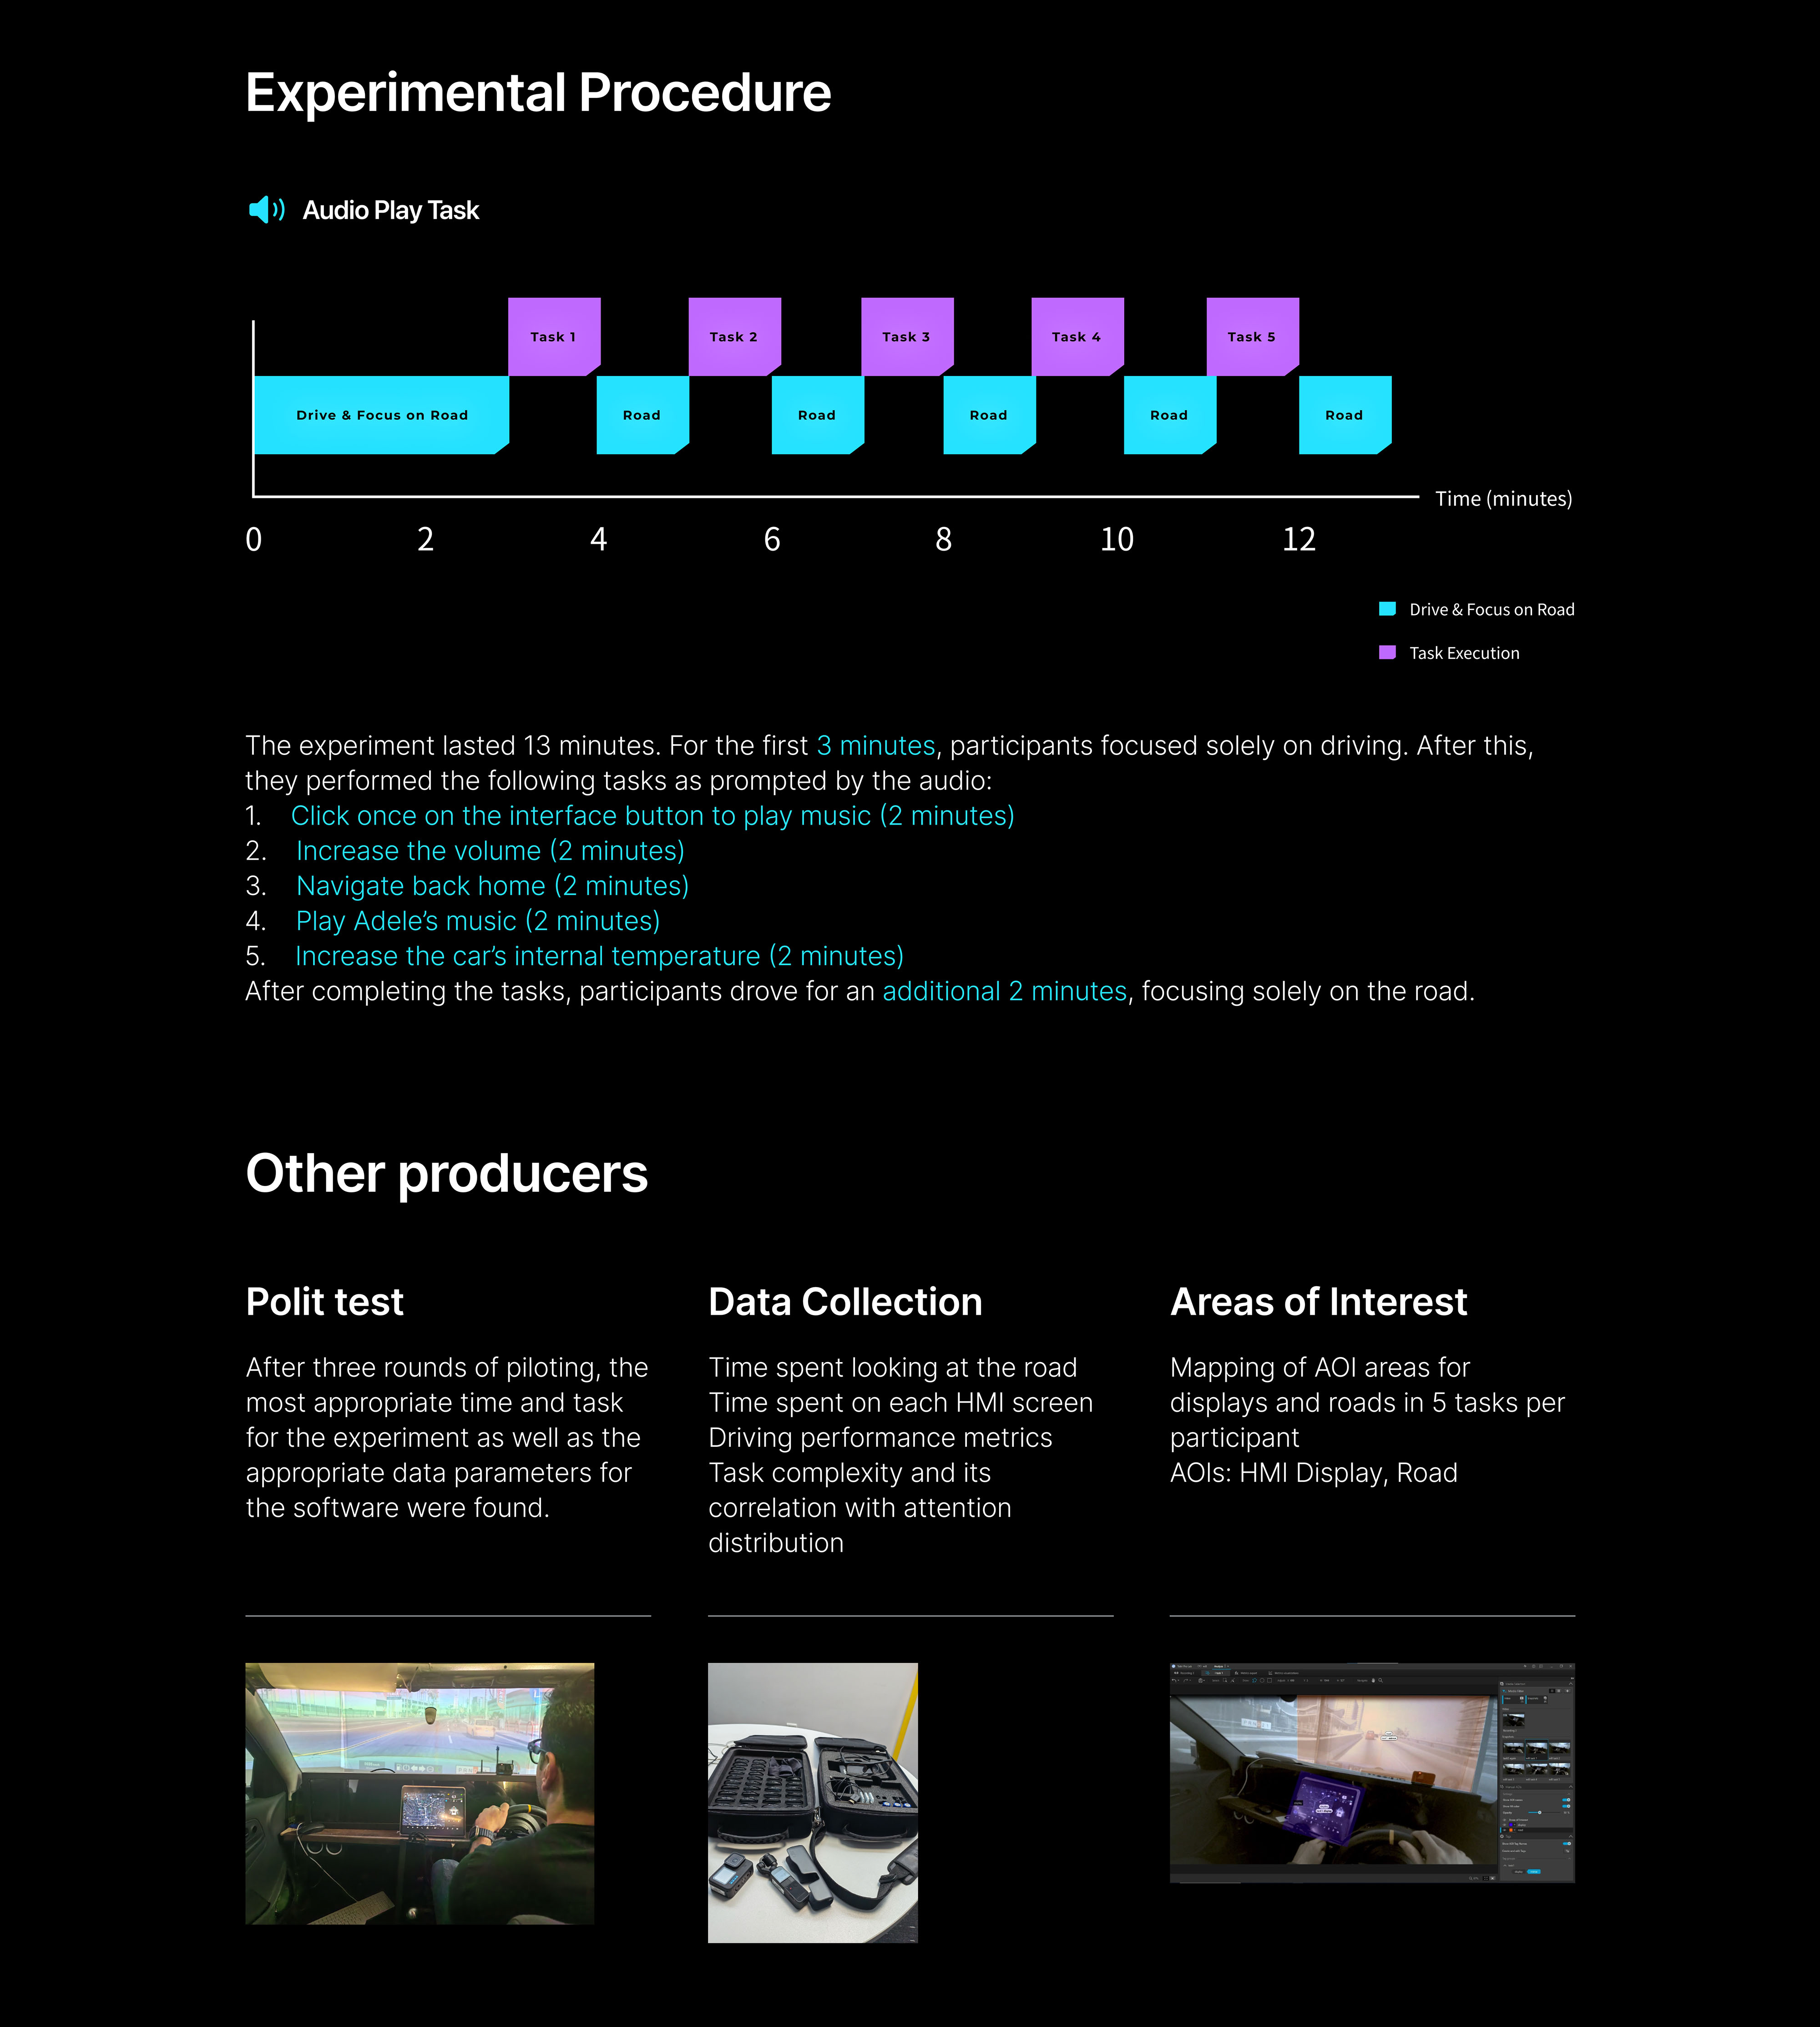 Experimental Procedure
Audio Play Task
Task 1
Task 2
Task 3
Task 4
Task 5
Drive & Focus on Road
Road
Road
Road
Road
Road
Time (minutes)
0
2
4
6
8
10
12
Drive & Focus on Road
Task Execution
The experiment lasted 13 minutes. For the first 3 minutes, participants focused solely on driving. After this,
they performed the following tasks as prompted by the audio:
1. Click once on the interface button to play music (2 minutes)
2. Increase the volume (2 minutes)
3. Navigate back home (2 minutes)
4. Play Adele’s music (2 minutes)
5. Increase the car’s internal temperature (2 minutes)
After completing the tasks, participants drove for an additional 2 minutes, focusing solely on the road.
Other producers
Polit test
After three rounds of piloting, the
most appropriate time and task
for the experiment as well as the
appropriate data parameters for
the software were found.
Data Collection
Time spent looking at the road
Time spent on each HMI screen
Driving performance metrics
Task complexity and its
correlation with attention
distribution
Areas of Interest
Mapping of AOI areas for
displays and roads in 5 tasks per
participant
AOIs: HMI Display, Road